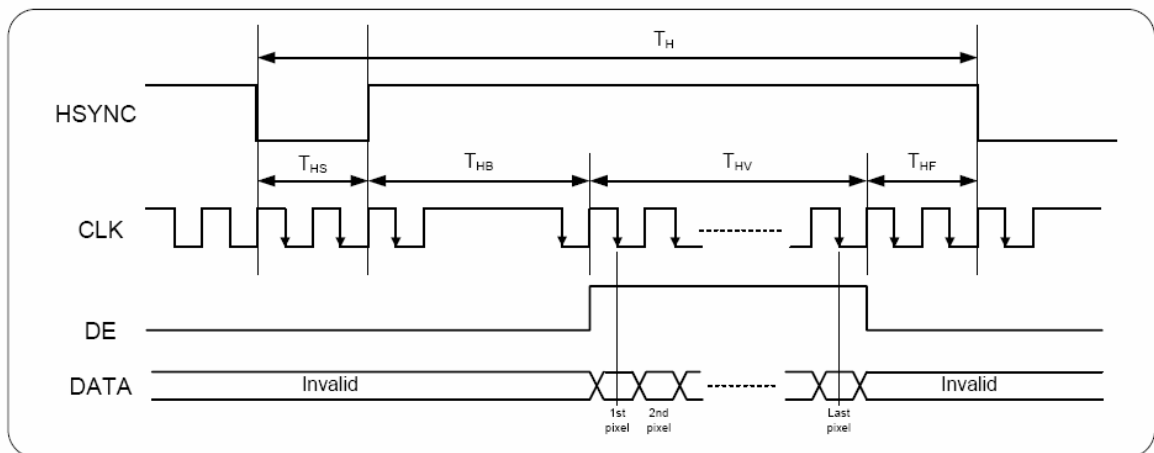 T_H
HSYNC
T_HS T_HB T_HV T_HF
CLK
DE
DATA Invalid Invalid
1st pixel 2nd pixel Last pixel